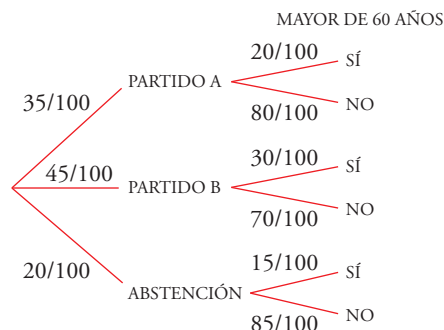 MAYOR DE 60 AÑOS
20/100
SÍ
PARTIDO A
35/100
80/100
NO
30/100
SÍ
45/100
PARTIDO B
70/100
NO
20/100
15/100
SÍ
ABSTENCIÓN
85/100
NO